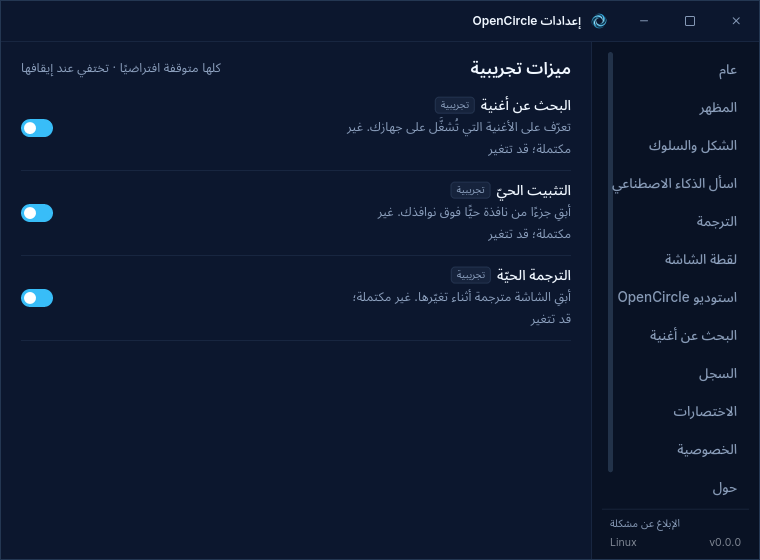 إعدادات OpenCircle
عام
المظهر
الشكل والسلوك
اسأل الذكاء الاصطناعي
الترجمة
لقطة الشاشة
استوديو OpenCircle
البحث عن أغنية
السجل
الاختصارات
الخصوصية
حول
الإبلاغ عن مشكلة
v0.0.0
Linux
ميزات تجريبية
كلها متوقفة افتراضيًا · تختفي عند إيقافها
البحث عن أغنية تجريبية
تعرّف على الأغنية التي تُشغَّل على جهازك. غير
مكتملة؛ قد تتغير
التثبيت الحيّ تجريبية
أبقِ جزءًا من نافذة حيًّا فوق نوافذك. غير
مكتملة؛ قد تتغير
الترجمة الحيّة تجريبية
أبقِ الشاشة مترجمة أثناء تغيّرها. غير مكتملة؛
قد تتغير